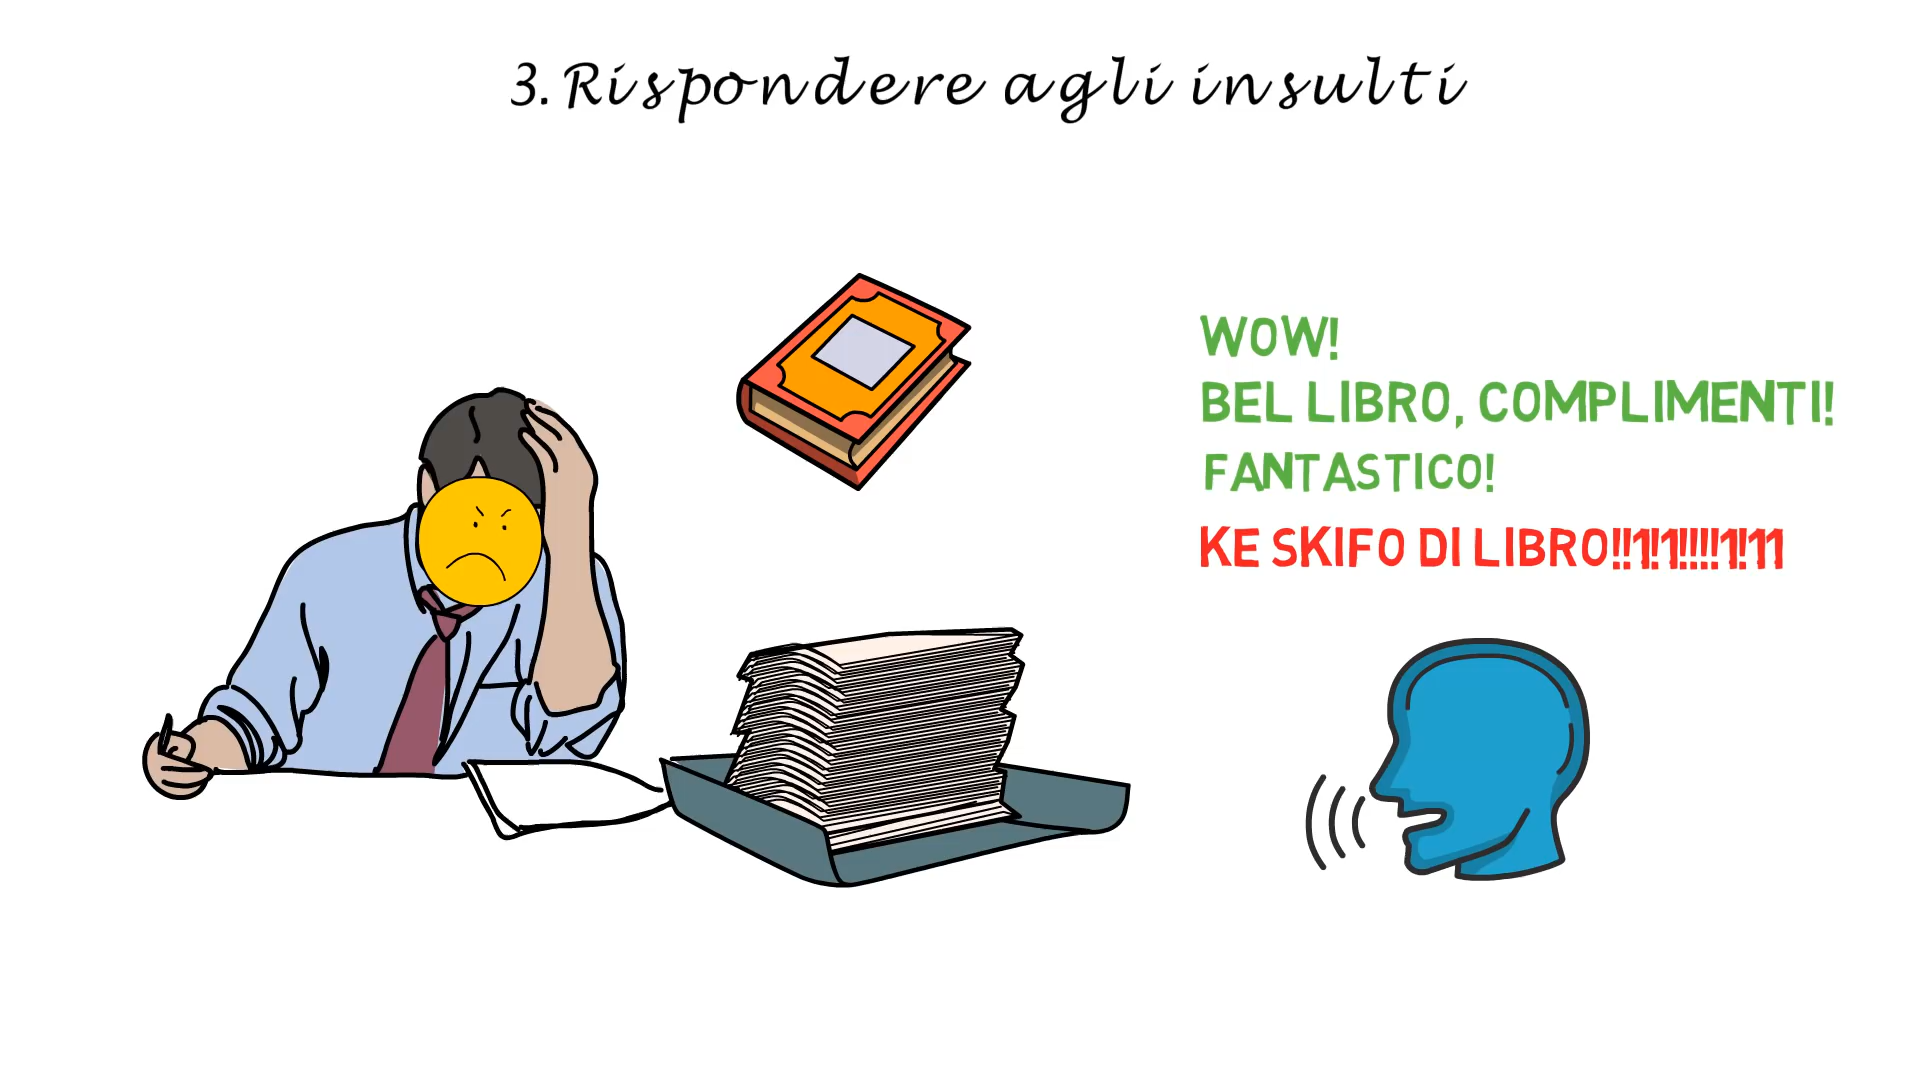 3. Rispondere agli insulti
WOW!
BEL LIBRO, COMPLIMENTI!
FANTASTICO!
KE SKIFO DI LIBRO!!1!1!!!!1!11